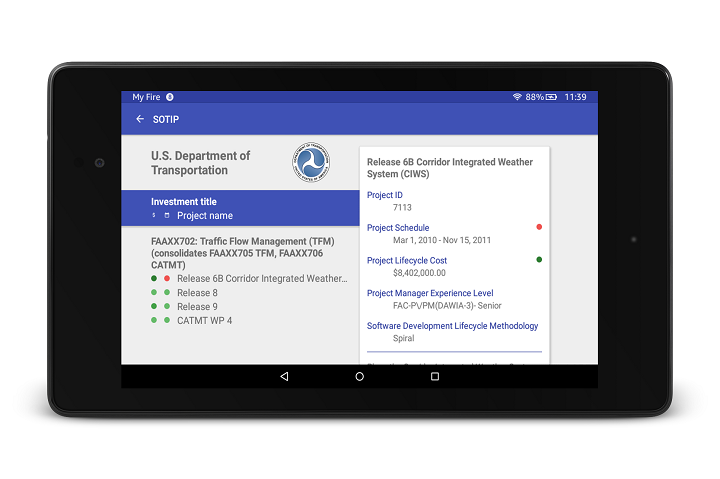 My Fire 88% 11:39
SOTIP
U.S. Department of
Transportation
Investment title
Project name
FAAXX702: Traffic Flow Management (TFM)
(consolidates FAAXX705 TFM, FAAXX706
CATMT)
Release 6B Corridor Integrated Weather...
Release 8
Release 9
CATMT WP 4
Release 6B Corridor Integrated Weather
System (CIWS)
Project ID
7113
Project Schedule
Mar 1, 2010 - Nov 15, 2011
Project Lifecycle Cost
$8,402,000.00
Project Manager Experience Level
FAC-P\/PM(DAWIA-3)- Senior
Software Development Lifecycle Methodology
Spiral